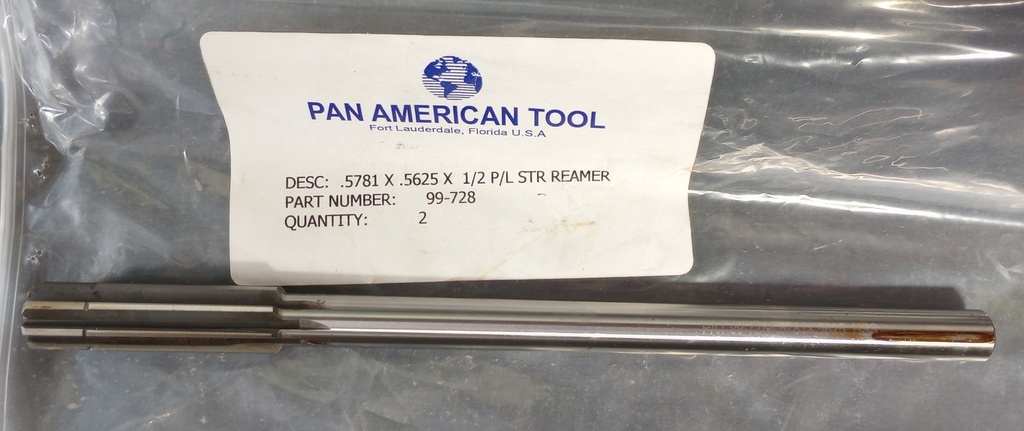 PAN AMERICAN TOOL
Fort Lauderdale, Florida U.S.A
DESC: .5781 X .5625 X 1/2 P/L STR REAMER
PART NUMBER: 99-728
QUANTITY: 2